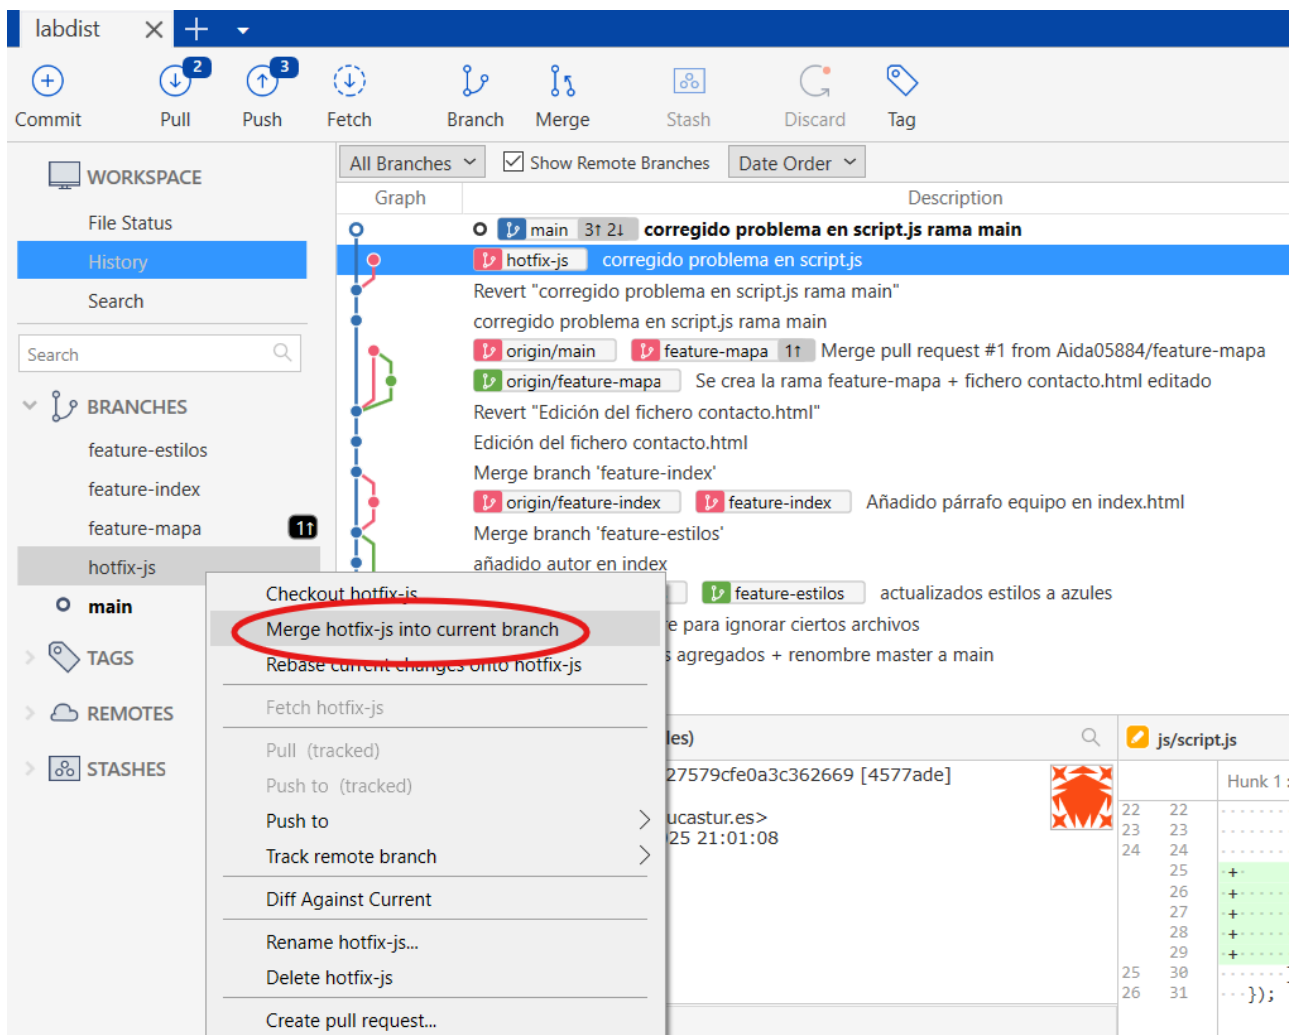 labdist
2
3
Commit Pull Push Fetch Branch Merge Stash Discard Tag
WORKSPACE
File Status
History
Search
Search
BRANCHES
feature-estilos
feature-index
feature-mapa 1↑
hotfix-js
main
TAGS
REMOTES
STASHES
All Branches Show Remote Branches Date Order
Graph Description
main 3↑ 2↓ corregido problema en script.js rama main
hotfix-js corregido problema en script.js
Revert "corregido problema en script.js rama main"
corregido problema en script.js rama main
origin/main feature-mapa 1↑ Merge pull request #1 from Aida05884/feature-mapa
origin/feature-mapa Se crea la rama feature-mapa + fichero contacto.html editado
Revert "Edición del fichero contacto.html"
Edición del fichero contacto.html
Merge branch 'feature-index'
origin/feature-index feature-index Añadido párrafo equipo en index.html
Merge branch 'feature-estilos'
añadido autor en index
feature-estilos actualizados estilos a azules
para ignorar ciertos archivos
agregados + renombre master a main
Checkout hotfix-js
Merge hotfix-js into current branch
Rebase current changes onto hotfix-js
Fetch hotfix-js
Pull (tracked)
Push to (tracked)
Push to
Track remote branch
Diff Against Current
Rename hotfix-js...
Delete hotfix-js
Create pull request...
les)
27579cfe0a3c362669 [4577ade]
ucastur.es>
25 21:01:08
js/script.js
Hunk 1 :
22 22
23 23
24 24
25 +
26 +
27 +
28 +
29 +
25 30
26 31 });